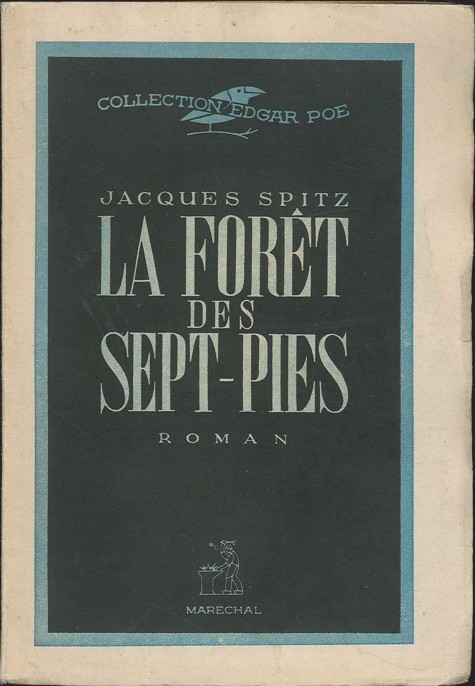 COLLECTION EDGAR POE
JACQUES SPITZ
LA FORÊT
DES
SEPT-PIES
ROMAN
MARECHAL